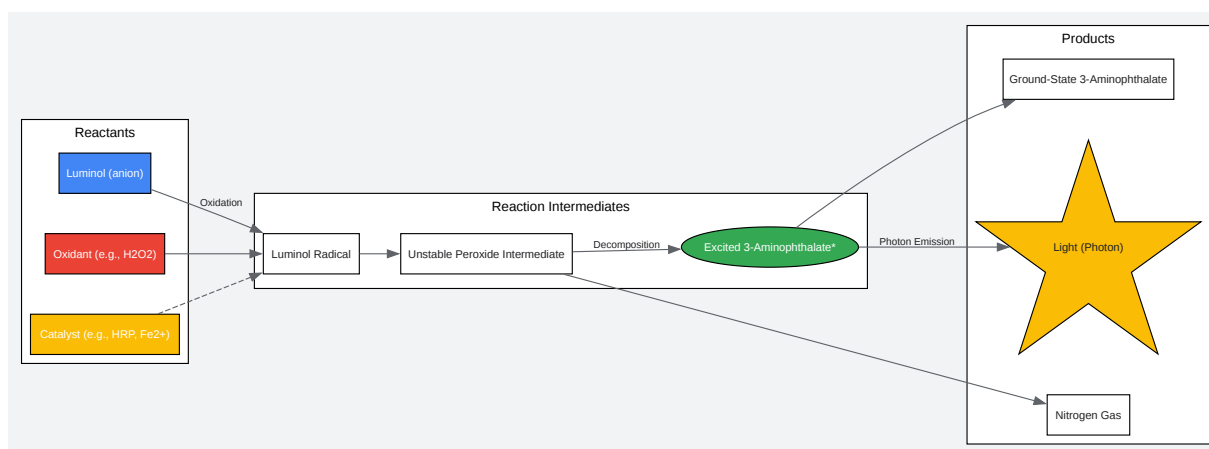 Products
Ground-State 3-Aminophthalate
Reactants
Luminol (anion)
Oxidation
Reaction Intermediates
Oxidant (e.g., H2O2)
Luminol Radical
Unstable Peroxide Intermediate
Decomposition
Excited 3-Aminophthalate*
Photon Emission
Light (Photon)
Catalyst (e.g., HRP, Fe2+)
Nitrogen Gas